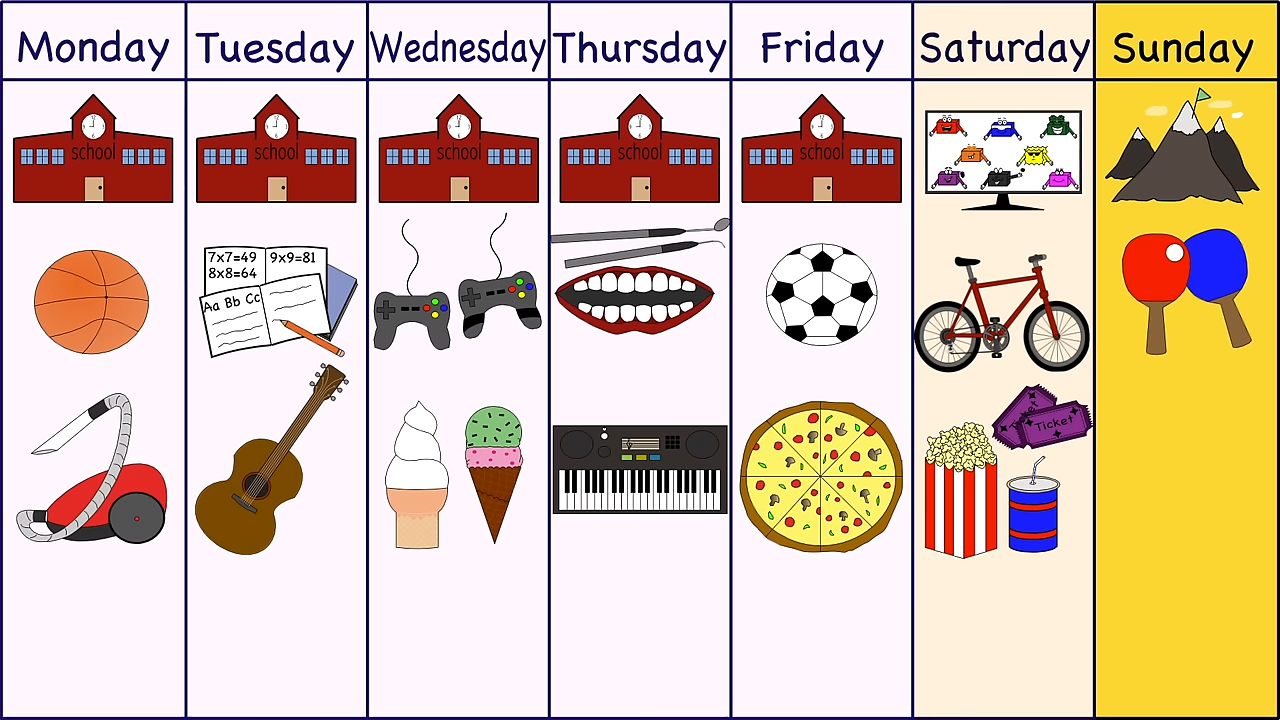 Monday Tuesday Wednesday Thursday Friday Saturday Sunday
school
school
school
school
school
7x7=49
8x8=64
9x9=81
Aa Bb Cc
Ticket